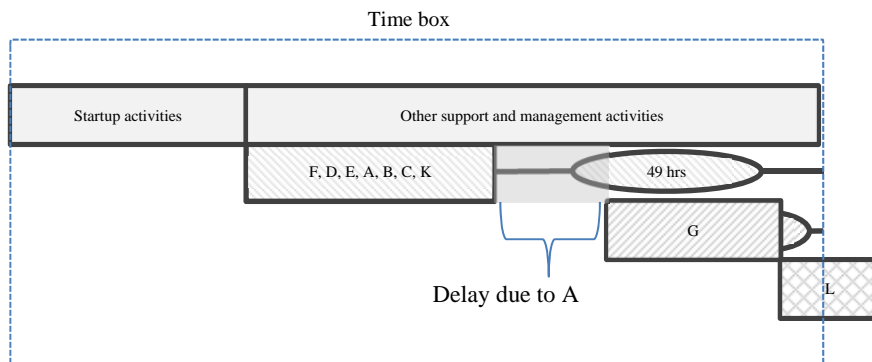 Time box
Startup activities
Other support and management activities
F, D, E, A, B, C, K
49 hrs
G
Delay due to A
L